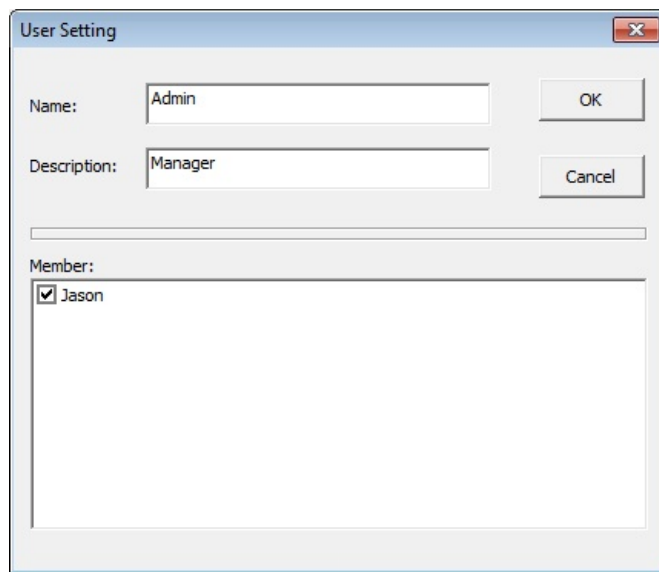 User Setting
Name:
Admin
OK
Description:
Manager
Cancel
Member:
Jason